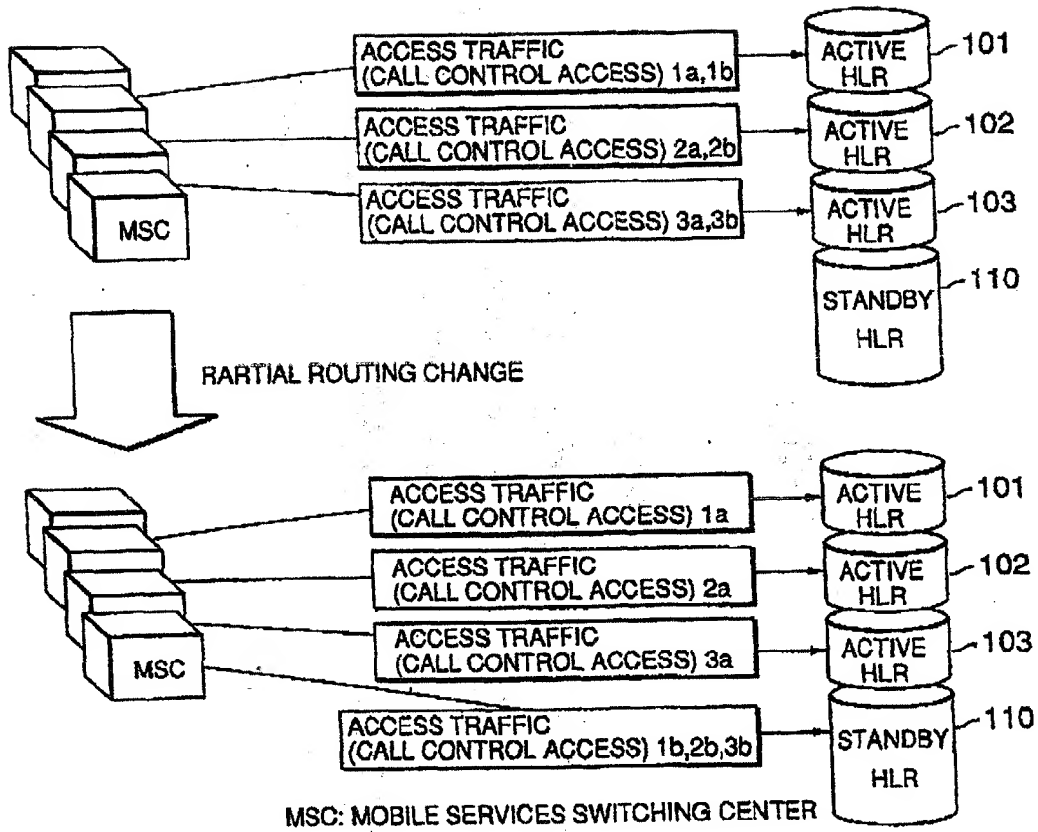 ACCESS TRAFFIC
(CALL CONTROL ACCESS) 1a,1b
ACTIVE
HLR
101
ACCESS TRAFFIC
(CALL CONTROL ACCESS) 2a,2b
ACTIVE
HLR
102
ACCESS TRAFFIC
(CALL CONTROL ACCESS) 3a,3b
ACTIVE
HLR
103
MSC
STANDBY
HLR
110
RARTIAL ROUTING CHANGE
ACCESS TRAFFIC
(CALL CONTROL ACCESS) 1a
ACTIVE
HLR
101
ACCESS TRAFFIC
(CALL CONTROL ACCESS) 2a
ACTIVE
HLR
102
ACCESS TRAFFIC
(CALL CONTROL ACCESS) 3a
ACTIVE
HLR
103
MSC
ACCESS TRAFFIC
(CALL CONTROL ACCESS) 1b,2b,3b
STANDBY
HLR
110
MSC: MOBILE SERVICES SWITCHING CENTER